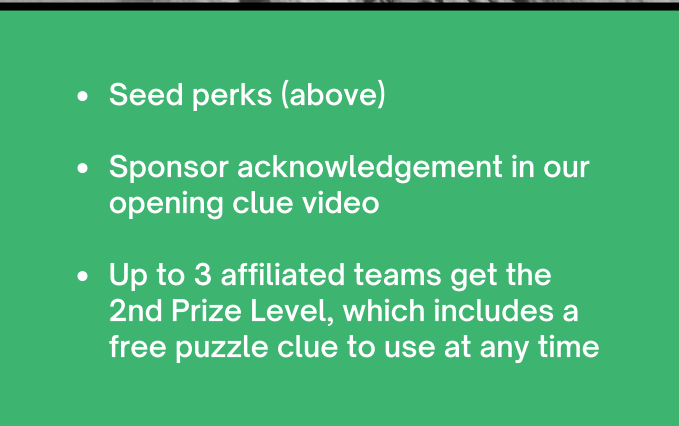 • Seed perks (above)
• Sponsor acknowledgement in our
opening clue video
• Up to 3 affiliated teams get the
2nd Prize Level, which includes a
free puzzle clue to use at any time